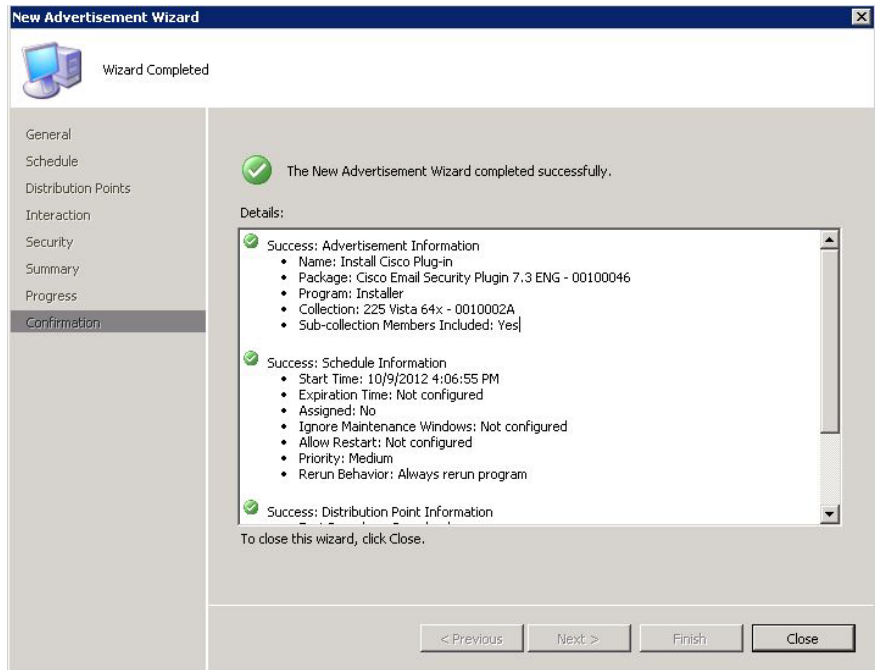 New Advertisement Wizard
Wizard Completed
General
Schedule
Distribution Points
Interaction
Security
Summary
Progress
Confirmation
The New Advertisement Wizard completed successfully.
Details:
Success: Advertisement Information
• Name: Install Cisco Plug-in
• Package: Cisco Email Security Plugin 7.3 ENG - 00100046
• Program: Installer
• Collection: 225 Vista 64x - 0010002A
• Sub-collection Members Included: Yes
Success: Schedule Information
• Start Time: 10/9/2012 4:06:55 PM
• Expiration Time: Not configured
• Assigned: No
• Ignore Maintenance Windows: Not configured
• Allow Restart: Not configured
• Priority: Medium
• Rerun Behavior: Always rerun program
Success: Distribution Point Information
To close this wizard, click Close.
< Previous
Next >
Finish
Close